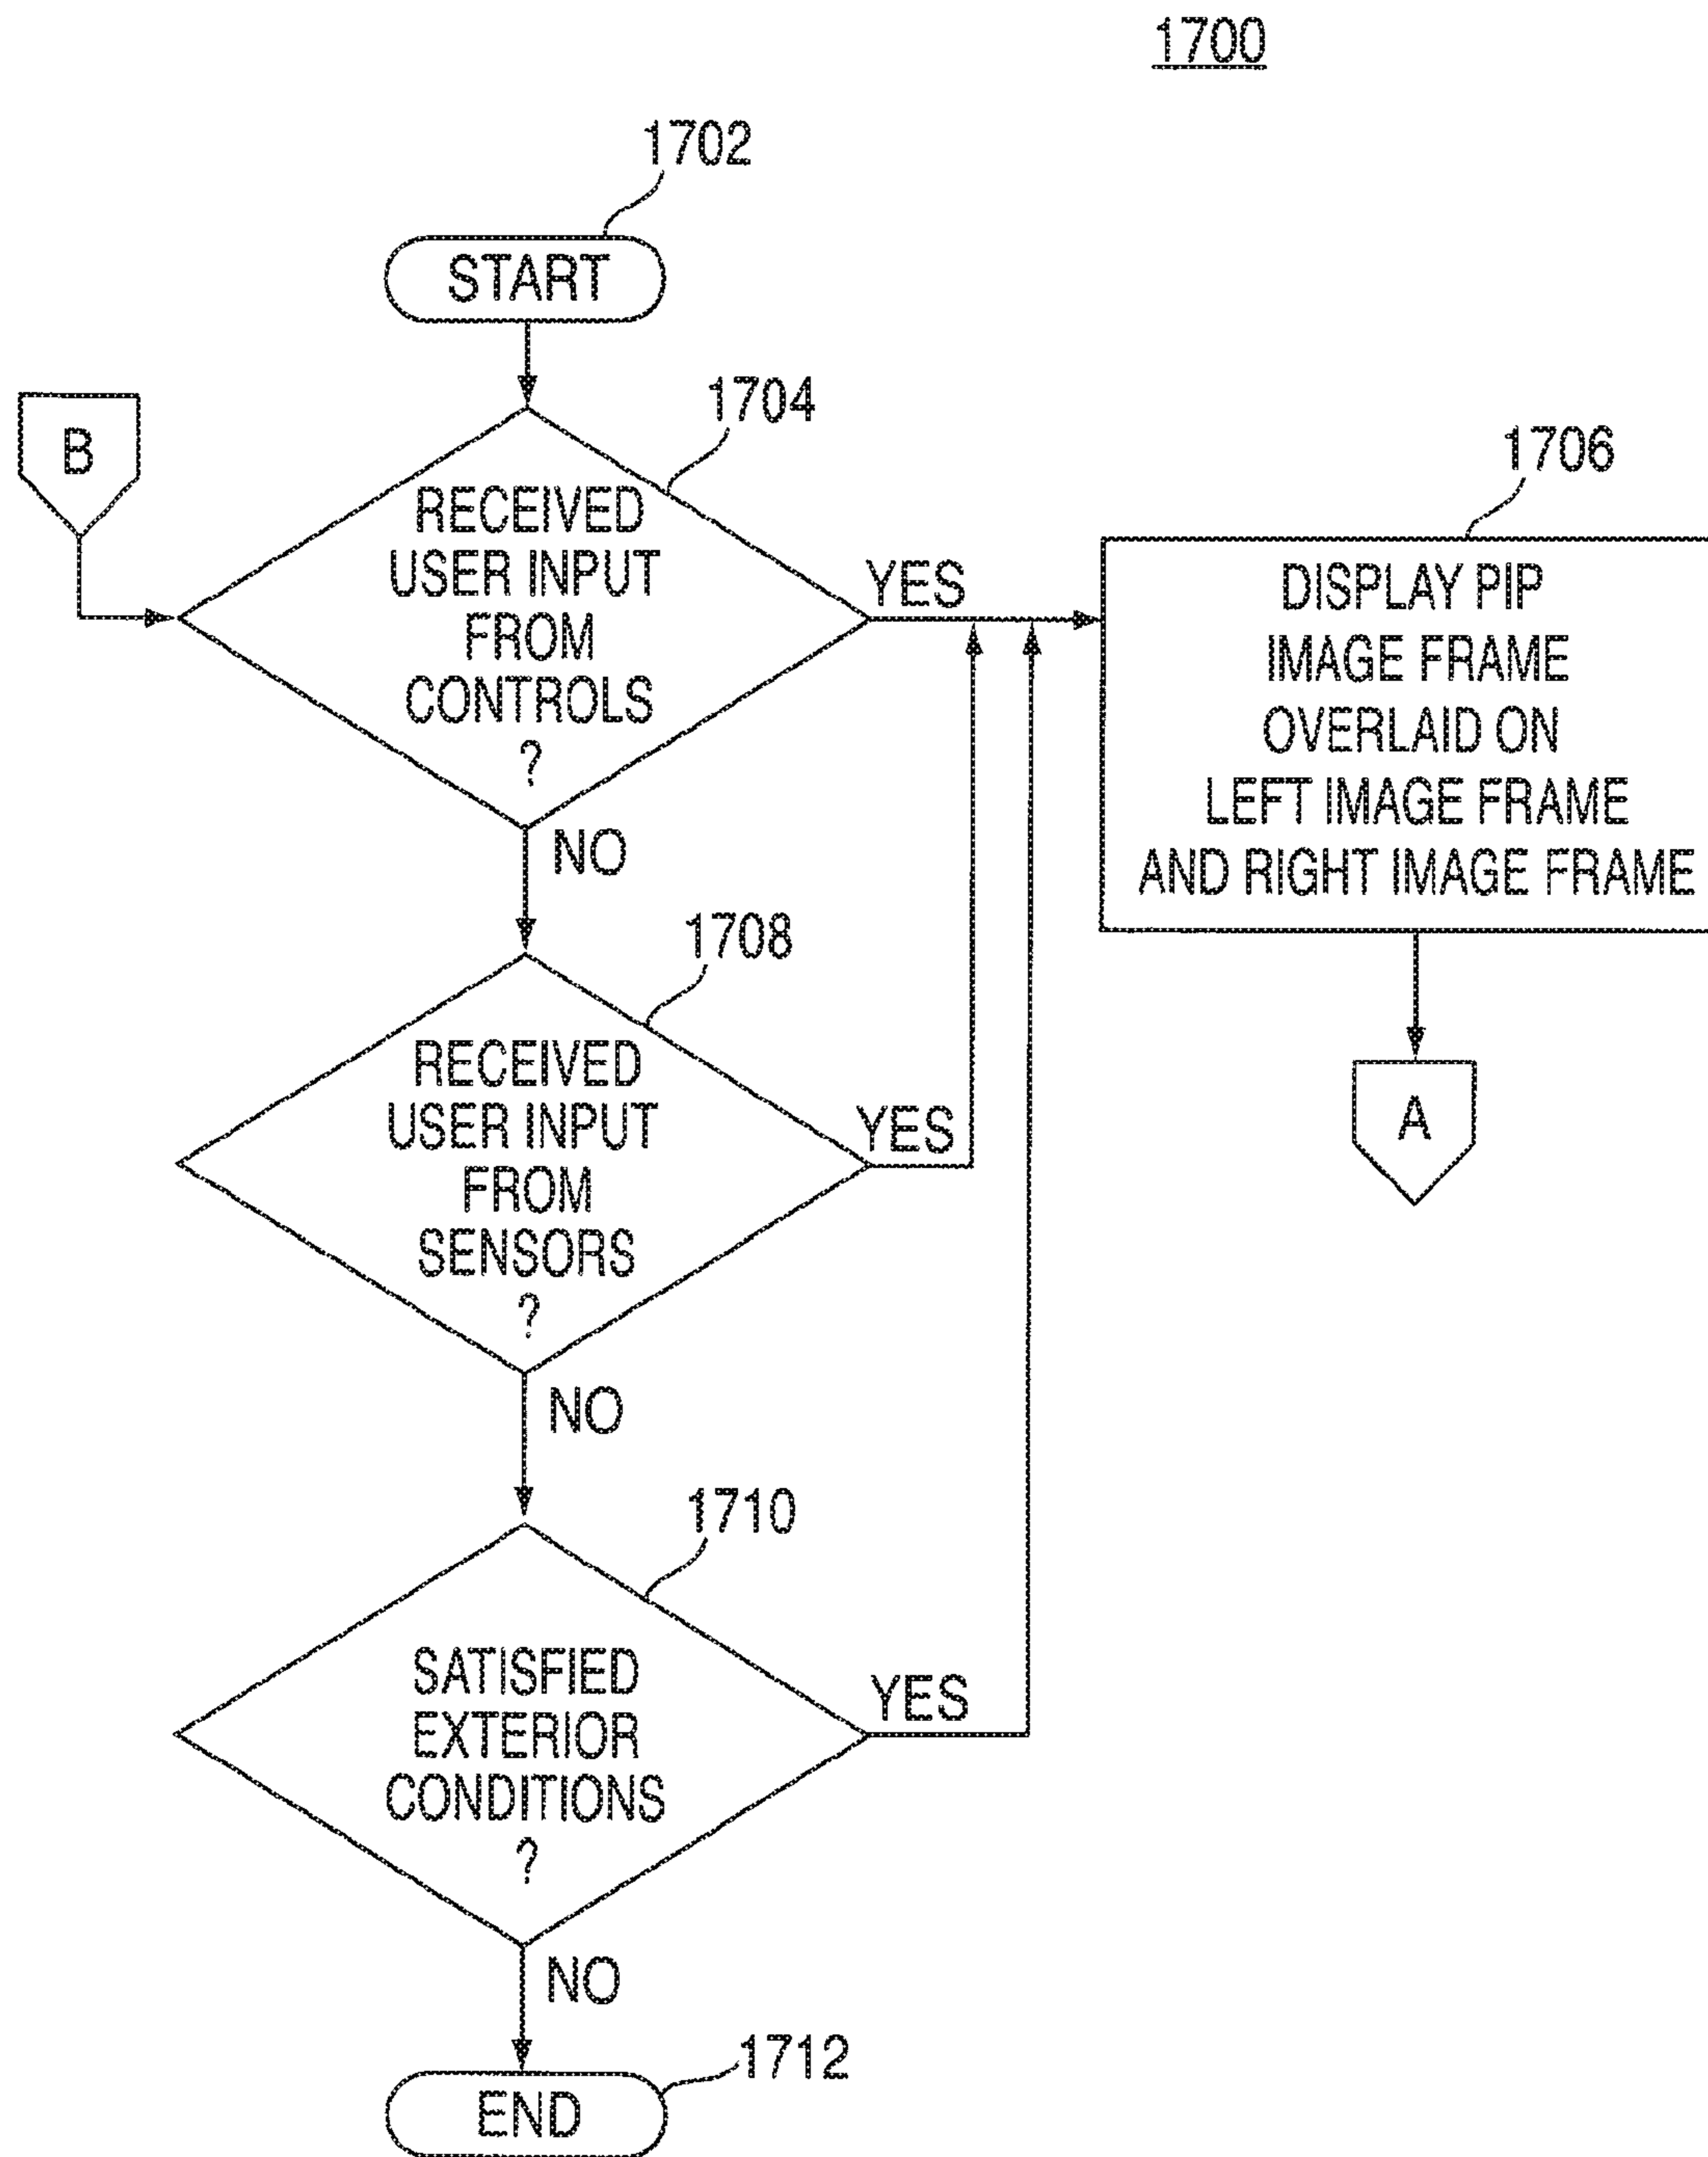 1700
1702
START
1704
B
RECEIVED
USER INPUT
FROM
CONTROLS
?
YES
1706
DISPLAY PIP
IMAGE FRAME
OVERLAID ON
LEFT IMAGE FRAME
AND RIGHT IMAGE FRAME
NO
A
1708
RECEIVED
USER INPUT
FROM
SENSORS
?
YES
NO
1710
SATISFIED
EXTERIOR
CONDITIONS
?
YES
NO
1712
END